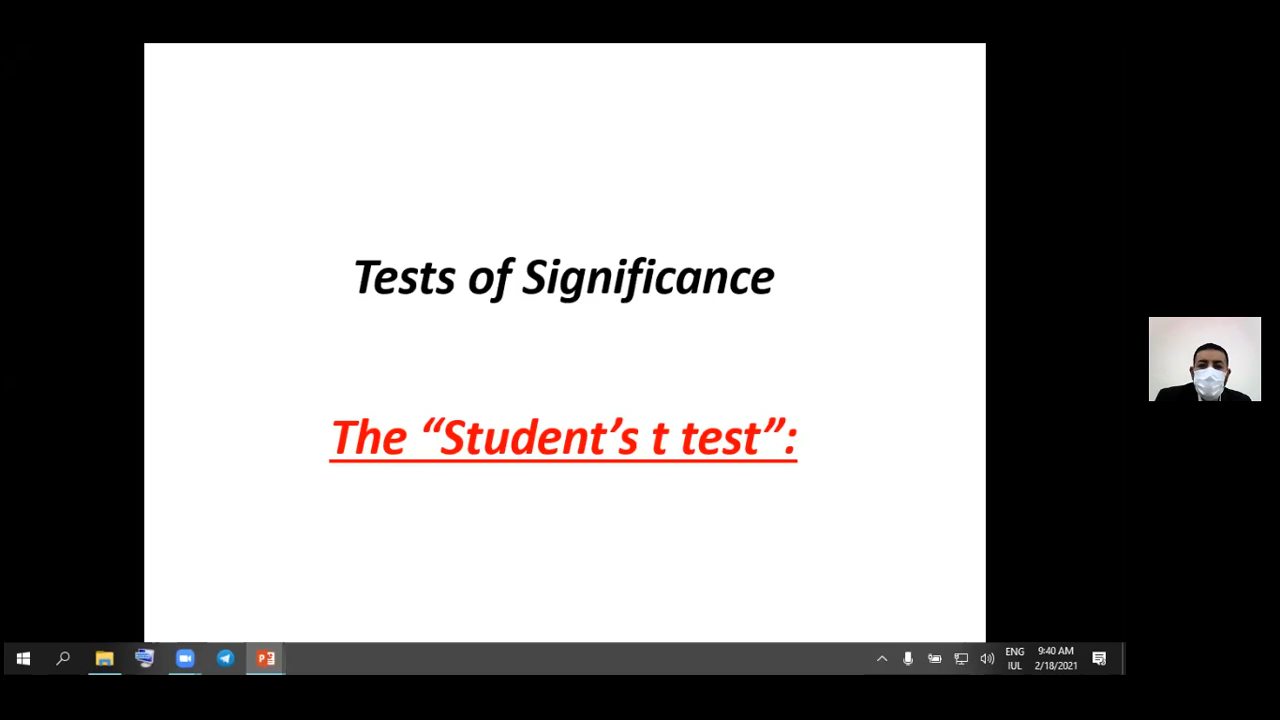 Tests of Significance
The “Student’s t test”:
ENG
IUL
9:40 AM
2/18/2021